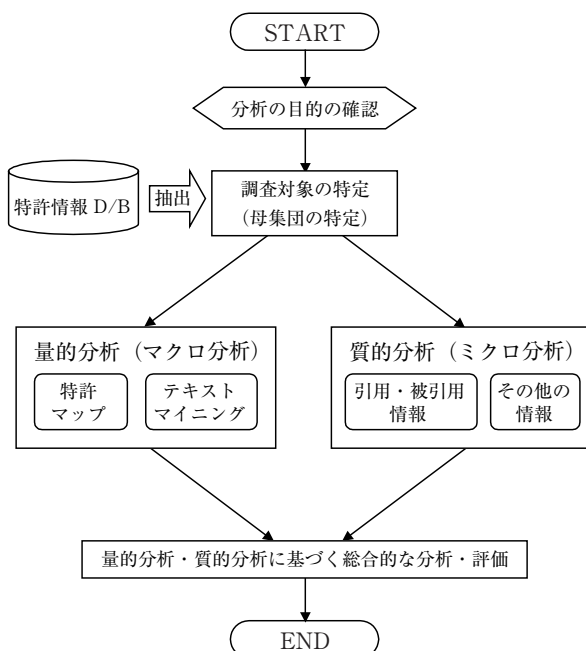 START
分析の目的の確認
特許情報 D/B
抽出
調査対象の特定
（母集団の特定）
量的分析（マクロ分析）
特許
マップ
テキスト
マイニング
質的分析（ミクロ分析）
引用・被引用
情報
その他の
情報
量的分析・質的分析に基づく総合的な分析・評価
END